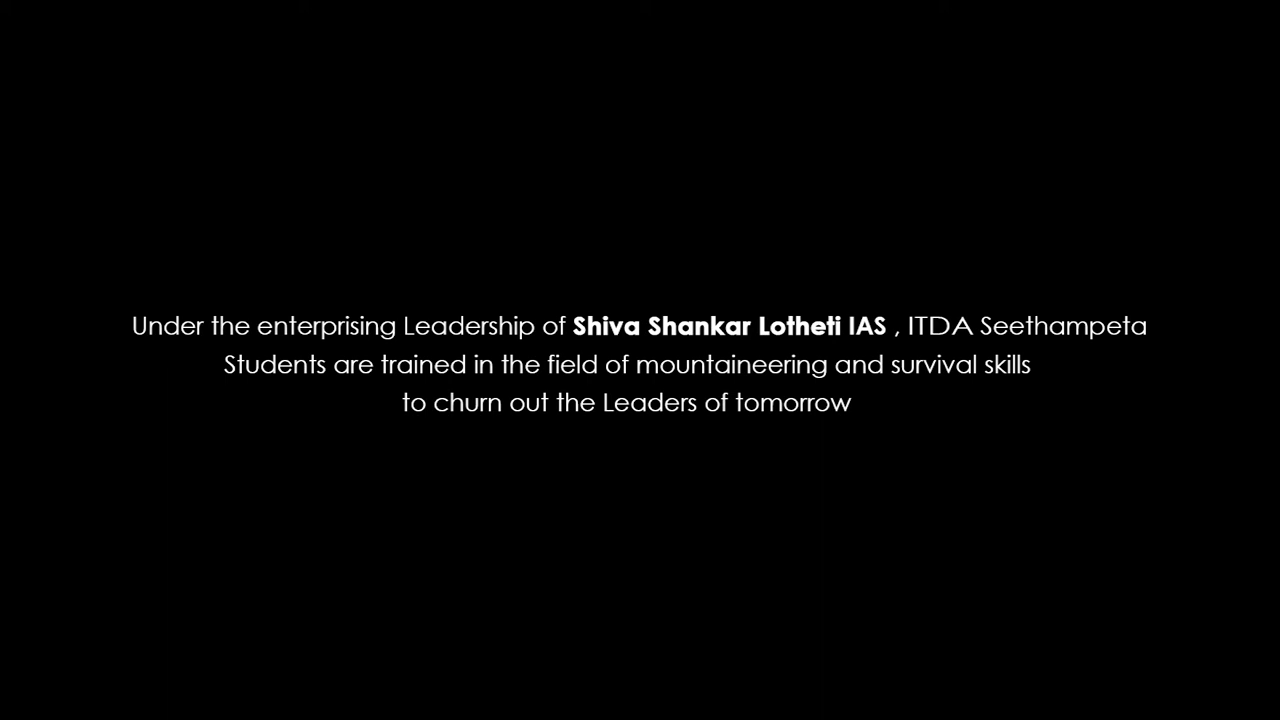 Under the enterprising Leadership of Shiva Shankar Lotheti IAS , ITDA Seethampeta
Students are trained in the field of mountaineering and survival skills
to churn out the Leaders of tomorrow